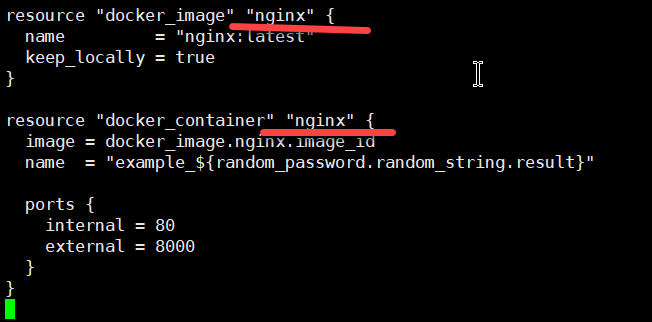 resource "docker_image" "nginx" {
  name         = "nginx:latest"
  keep_locally = true
}

resource "docker_container" "nginx" {
  image = docker_image.nginx.image_id
  name  = "example_${random_password.random_string.result}"

  ports {
    internal = 80
    external = 8000
  }
}